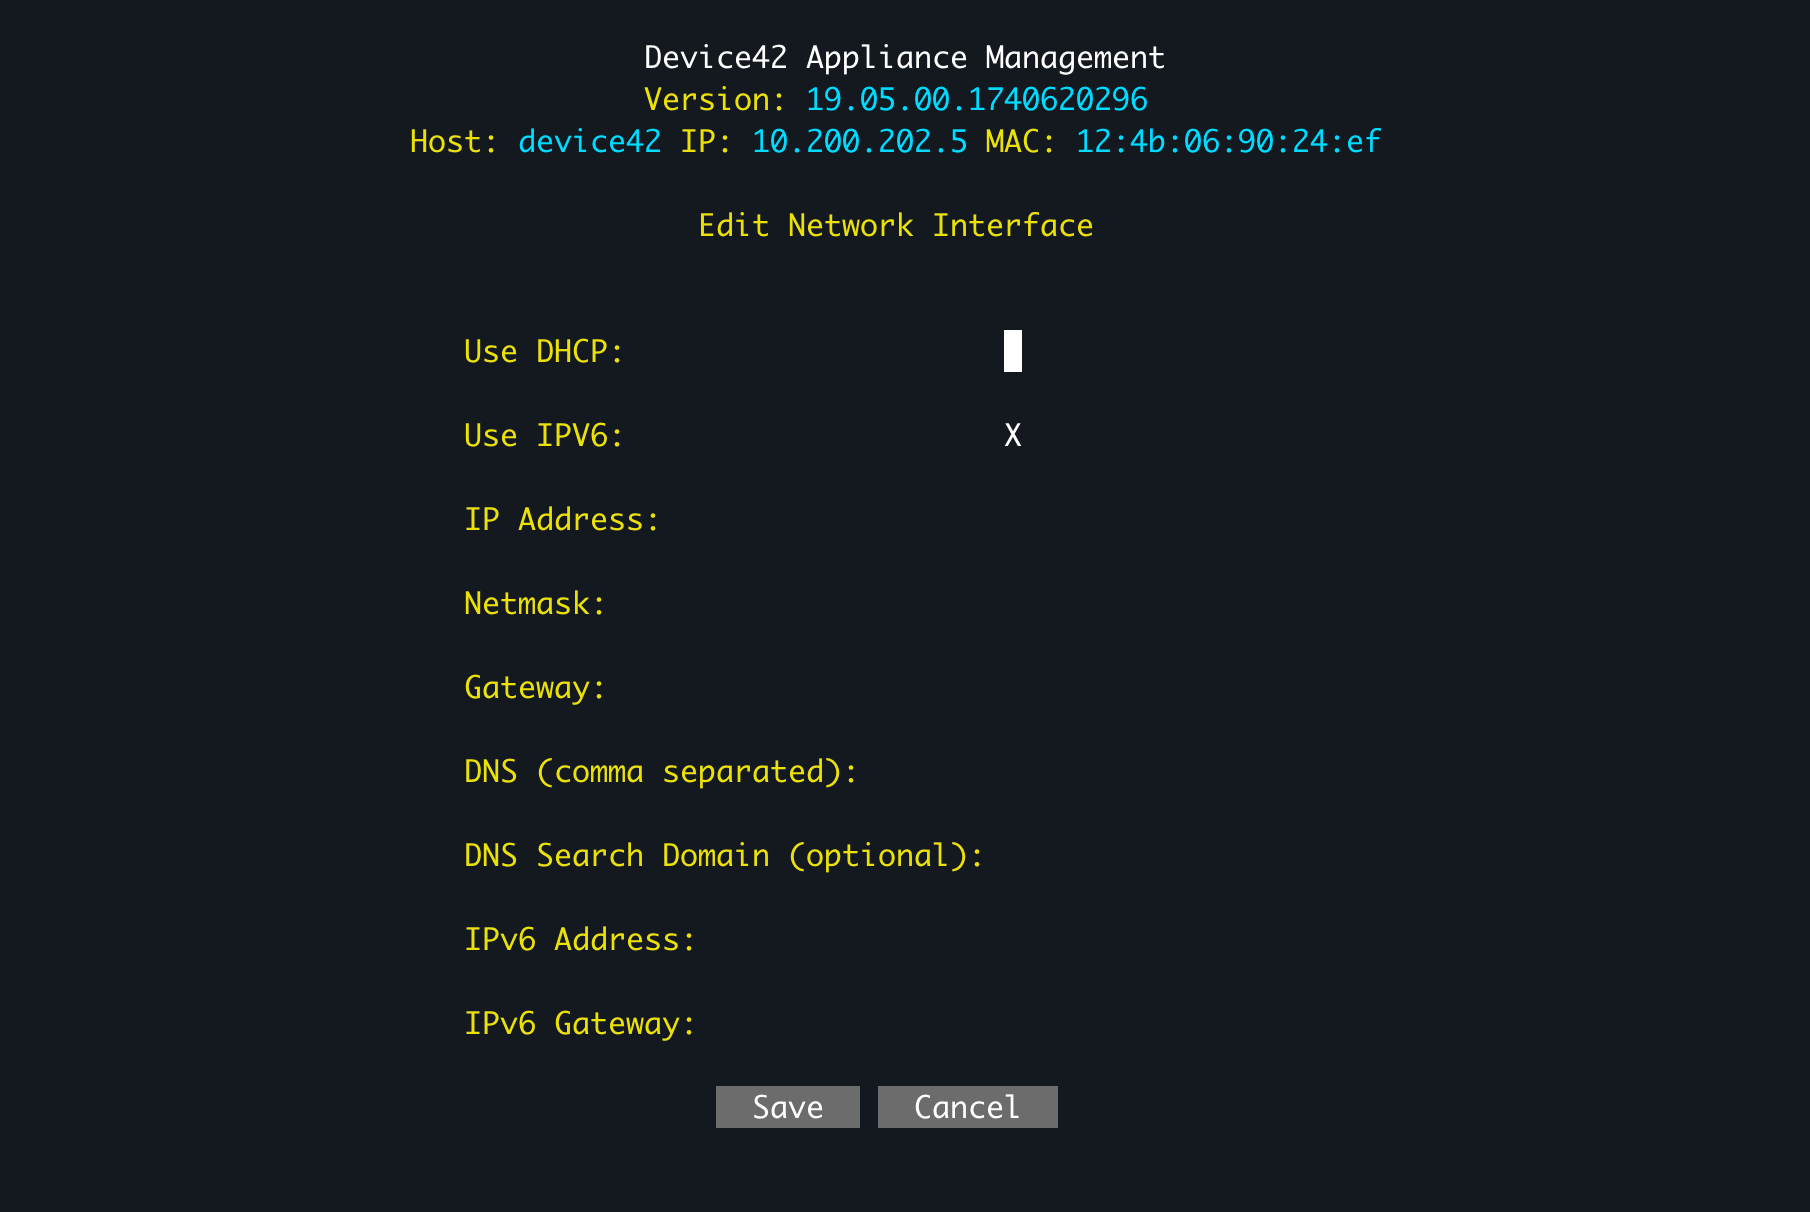 Device42 Appliance Management
Version: 19.05.00.1740620296
Host: device42 IP: 10.200.202.5 MAC: 12:4b:06:90:24:ef
Edit Network Interface
Use DHCP:
Use IPV6: X
IP Address:
Netmask:
Gateway:
DNS (comma separated):
DNS Search Domain (optional):
IPv6 Address:
IPv6 Gateway:
Save Cancel